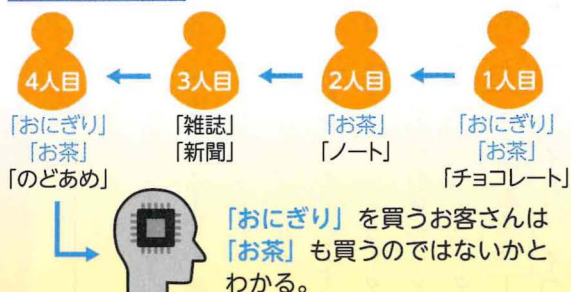 4人目
3人目
2人目
1人目
「おにぎり」
「お茶」
「のどあめ」
「雑誌」
「新聞」
「お茶」
「ノート」
「おにぎり」
「お茶」
「チョコレート」
「おにぎり」を買うお客さんは
「お茶」も買うのではないかと
わかる。